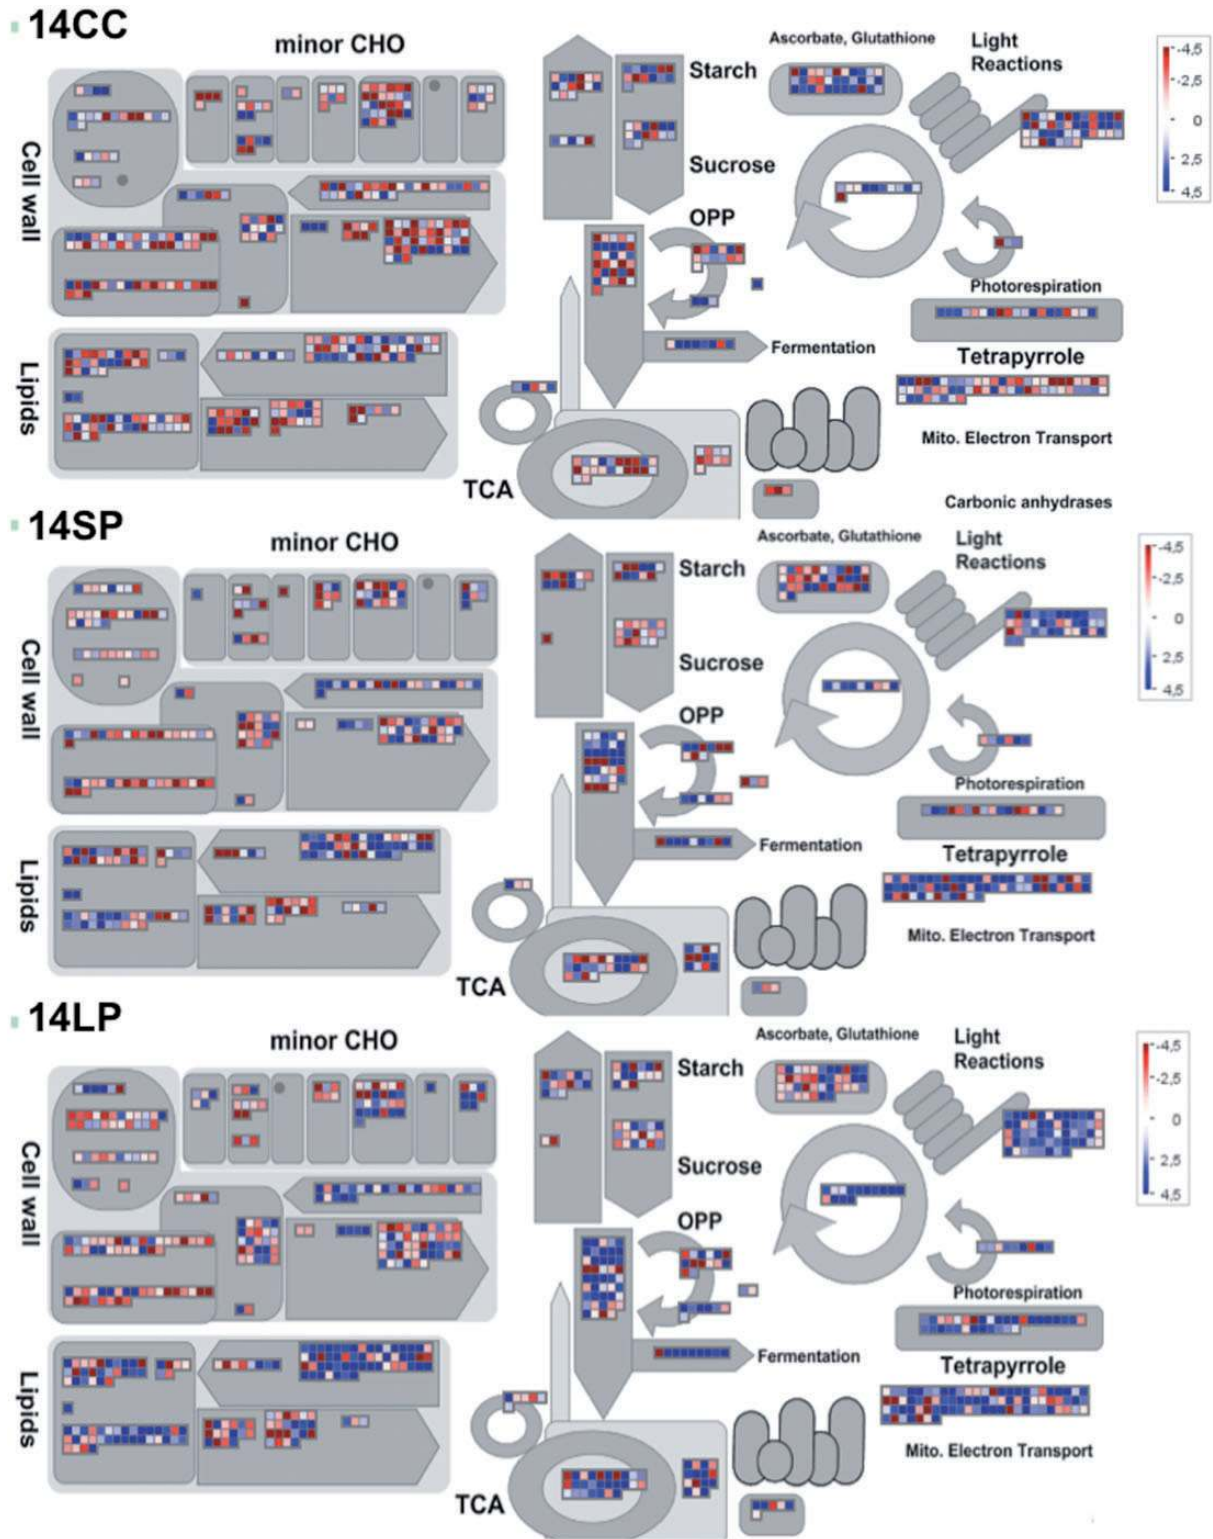 14CC
minor CHO
Cell wall
Lipids
Starch
Sucrose
OPP
Fermentation
TCA
Ascorbate, Glutathione
Light
Reactions
Photorespiration
Tetrapyrrole
Mito. Electron Transport
Carbonic anhydrases
-4,5
-2,5
0
2,5
4,5
14SP
minor CHO
Cell wall
Lipids
Starch
Sucrose
OPP
Fermentation
TCA
Ascorbate, Glutathione
Light
Reactions
Photorespiration
Tetrapyrrole
Mito. Electron Transport
-4,5
-2,5
0
2,5
4,5
14LP
minor CHO
Cell wall
Lipids
Starch
Sucrose
OPP
Fermentation
TCA
Ascorbate, Glutathione
Light
Reactions
Photorespiration
Tetrapyrrole
Mito. Electron Transport
-4,5
-2,5
0
2,5
4,5